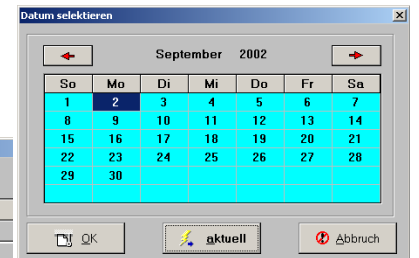 Datum selektieren
September 2002
So Mo Di Mi Do Fr Sa
1 2 3 4 5 6 7
8 9 10 11 12 13 14
15 16 17 18 19 20 21
22 23 24 25 26 27 28
29 30
OK aktuell Abbruch